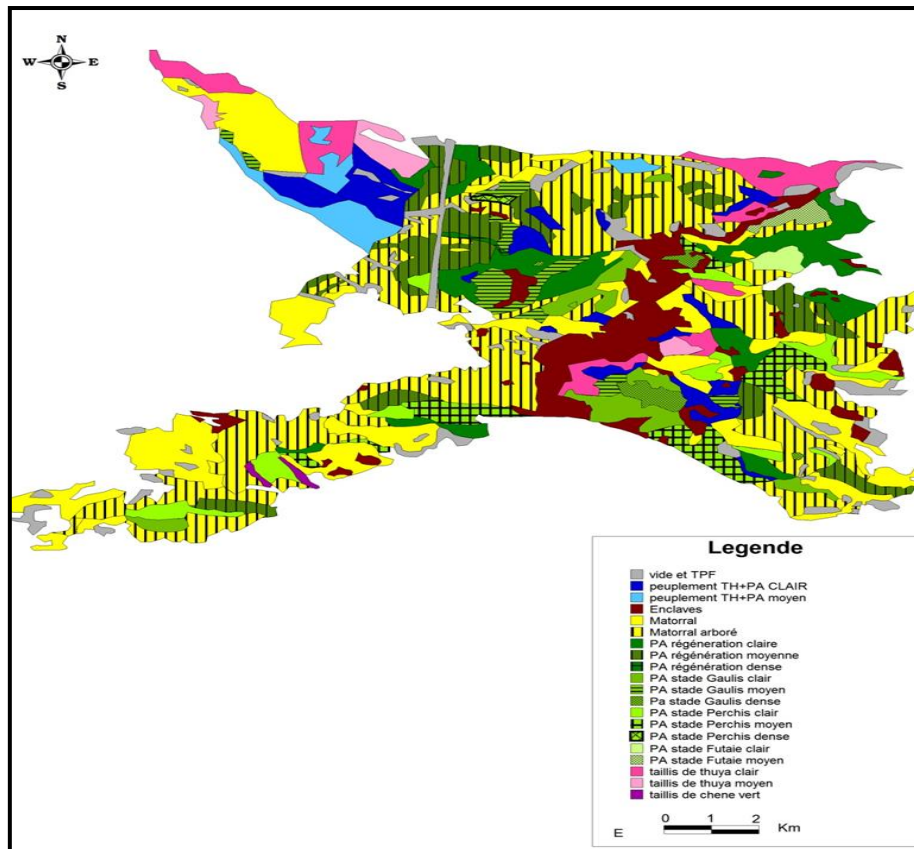 N
W E
S
Legende
vide et TPF
peuplement TH+PA CLAIR
peuplement TH+PA moyen
Enclaves
Matorral
Matorral arboré
PA régéneration claire
PA régénération moyenne
PA régénération dense
PA stade Gaulis clair
PA stade Gaulis moyen
Pa stade Gaulis dense
PA stade Perchis clair
PA stade Perchis moyen
PA stade Perchis dense
PA stade Futaie clair
PA stade Futaie moyen
taillis de thuya clair
taillis de thuya moyen
taillis de chene vert
0 1 2
Km
E